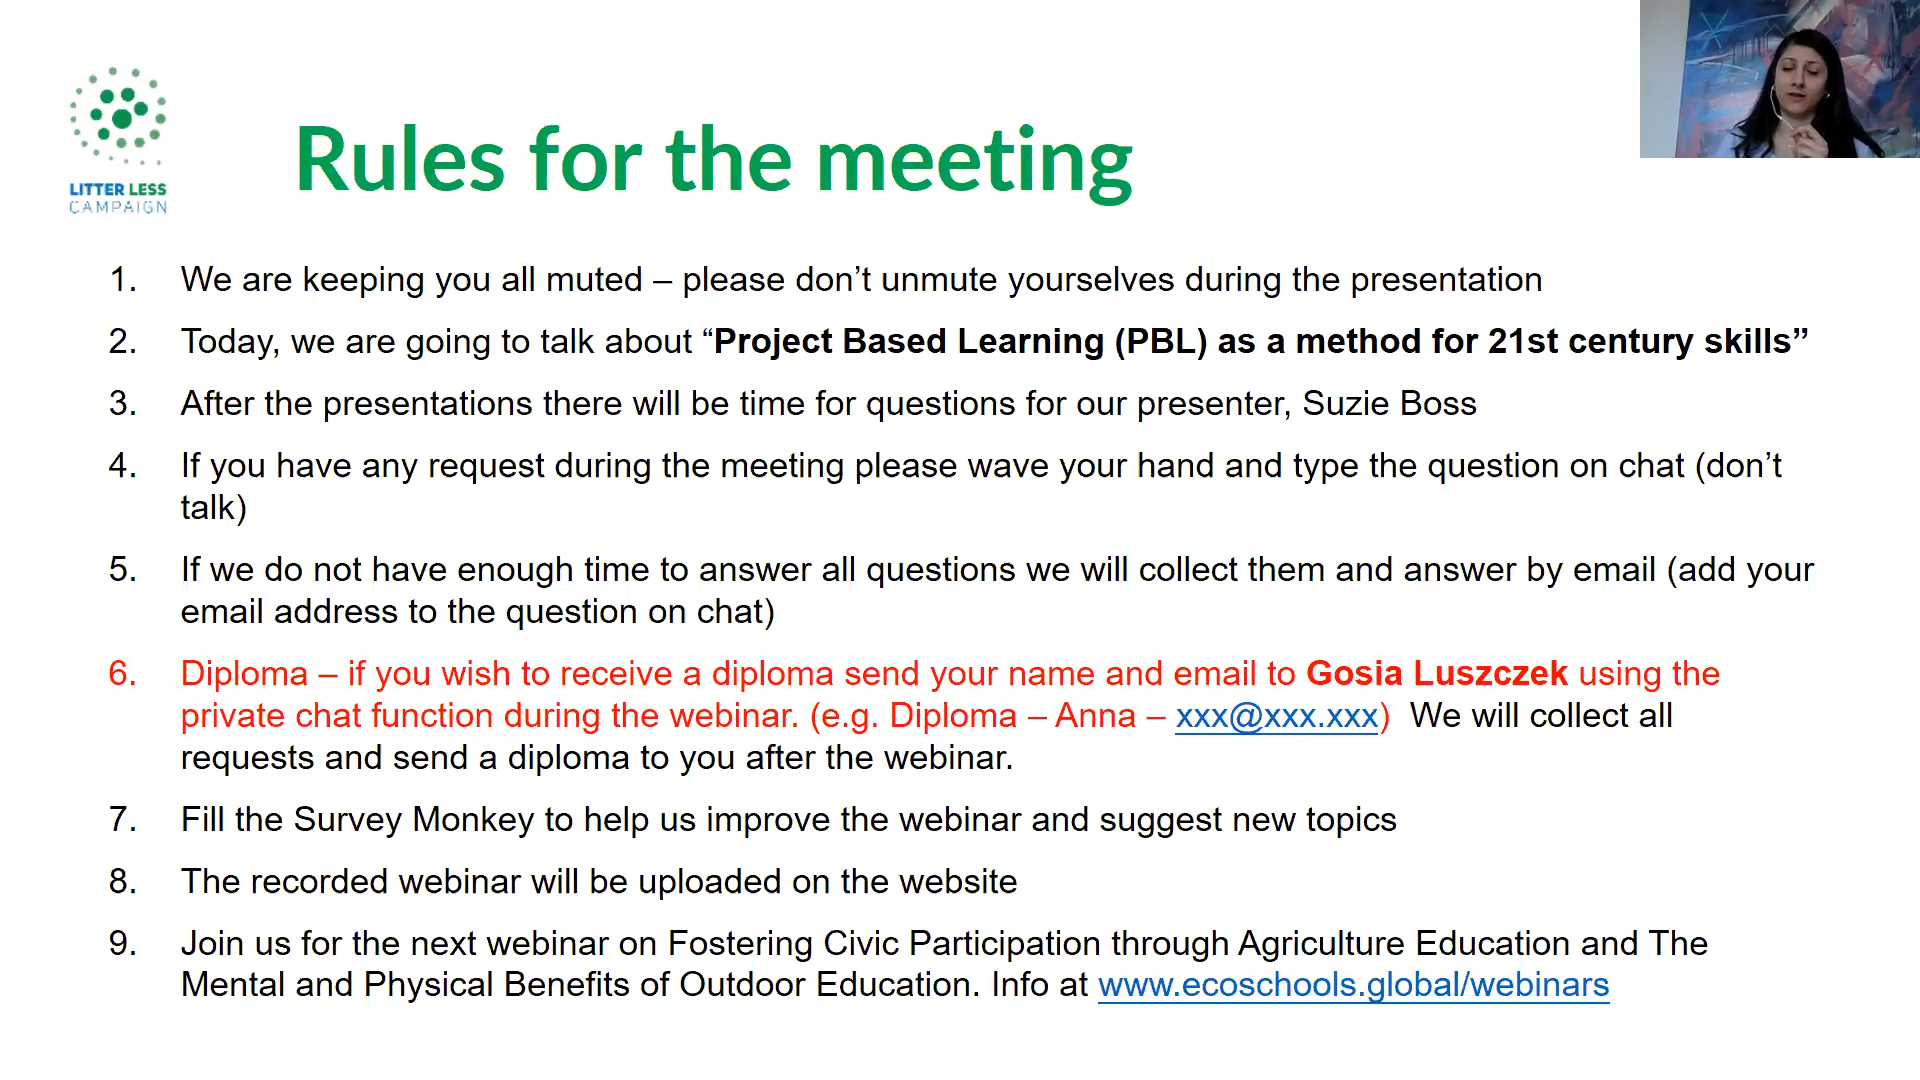 LITTER LESS
CAMPAIGN
Rules for the meeting
1. We are keeping you all muted – please don’t unmute yourselves during the presentation
2. Today, we are going to talk about “Project Based Learning (PBL) as a method for 21st century skills”
3. After the presentations there will be time for questions for our presenter, Suzie Boss
4. If you have any request during the meeting please wave your hand and type the question on chat (don’t
talk)
5. If we do not have enough time to answer all questions we will collect them and answer by email (add your
email address to the question on chat)
6. Diploma – if you wish to receive a diploma send your name and email to Gosia Luszczek using the
private chat function during the webinar. (e.g. Diploma – Anna – xxx@xxx.xxx) We will collect all
requests and send a diploma to you after the webinar.
7. Fill the Survey Monkey to help us improve the webinar and suggest new topics
8. The recorded webinar will be uploaded on the website
9. Join us for the next webinar on Fostering Civic Participation through Agriculture Education and The
Mental and Physical Benefits of Outdoor Education. Info at www.ecoschools.global/webinars